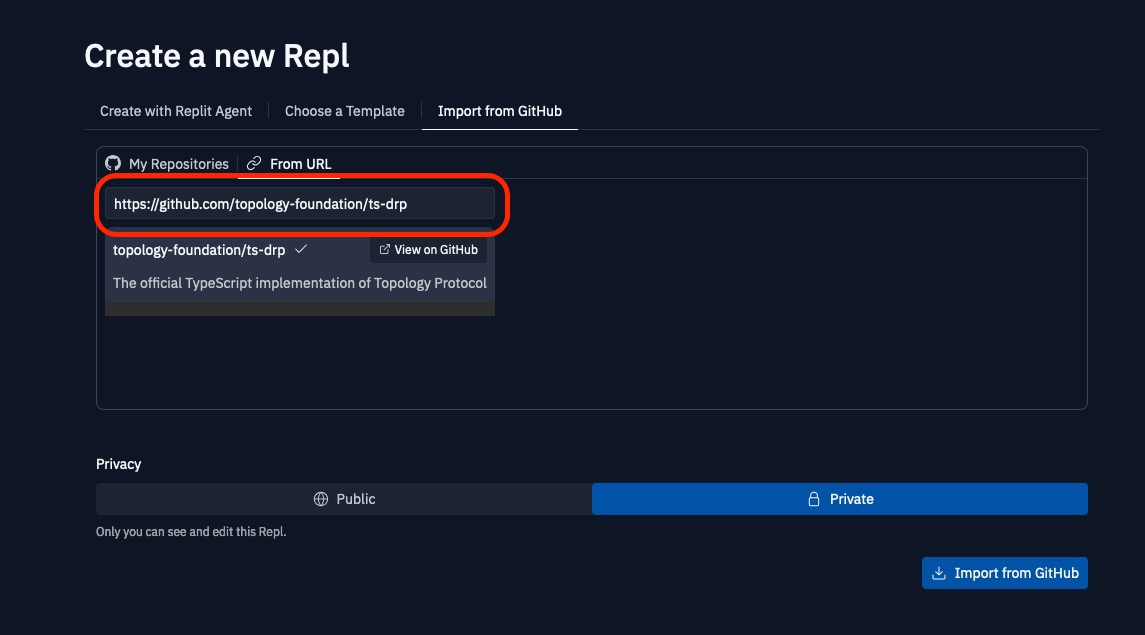 Create a new Repl
Create with Replit Agent
Choose a Template
Import from GitHub
My Repositories
From URL
https://github.com/topology-foundation/ts-drp
topology-foundation/ts-drp
View on GitHub
The official TypeScript implementation of Topology Protocol
Privacy
Public
Private
Only you can see and edit this Repl.
Import from GitHub